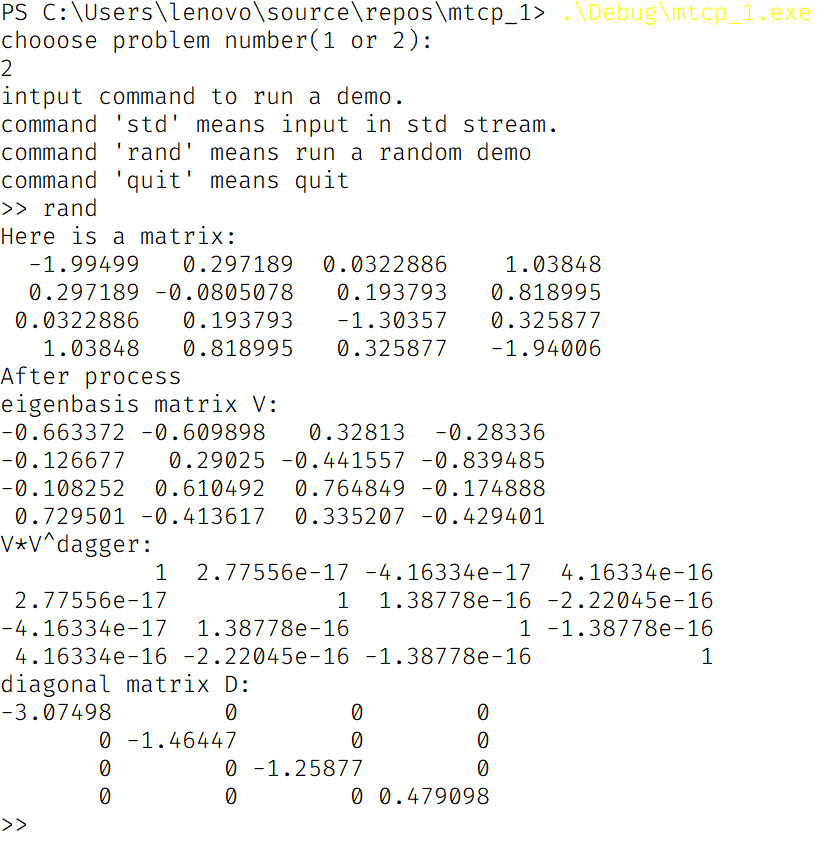 PS C:\Users\lenovo\source\repos\mtcp_1> .\Debug\mtcp_1.exe
chooose problem number(1 or 2):
2
intput command to run a demo.
command 'std' means input in std stream.
command 'rand' means run a random demo
command 'quit' means quit
>> rand
Here is a matrix:
  -1.99499   0.297189  0.0322886    1.03848
  0.297189 -0.0805078   0.193793   0.818995
 0.0322886   0.193793   -1.30357   0.325877
   1.03848   0.818995   0.325877   -1.94006
After process
eigenbasis matrix V:
-0.663372 -0.609898   0.32813  -0.28336
-0.126677   0.29025 -0.441557 -0.839485
-0.108252  0.610492  0.764849 -0.174888
 0.729501 -0.413617  0.335207 -0.429401
V*V^dagger:
           1  2.77556e-17 -4.16334e-17  4.16334e-16
 2.77556e-17            1  1.38778e-16 -2.22045e-16
-4.16334e-17  1.38778e-16            1 -1.38778e-16
 4.16334e-16 -2.22045e-16 -1.38778e-16            1
diagonal matrix D:
-3.07498        0        0        0
       0 -1.46447        0        0
       0        0 -1.25877        0
       0        0        0 0.479098
>>